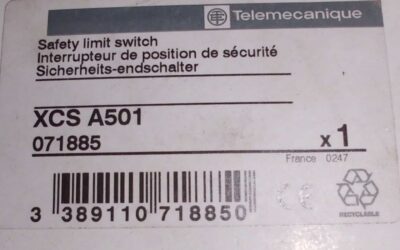 Telemecanique
Safety limit switch
Interrupteur de position de sécurité
Sicherheits-endschalter
XCS A501
071885 x 1
France 0247
3 389110 718850
CE
RECYCLABLE